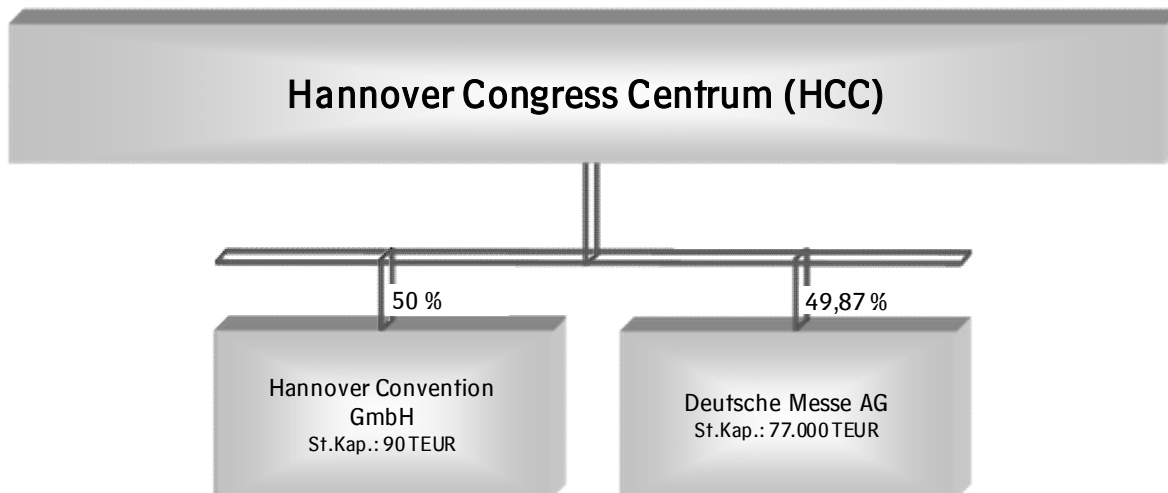 Hannover Congress Centrum (HCC)
50 %
49,87 %
Hannover Convention
GmbH
St.Kap.: 90 TEUR
Deutsche Messe AG
St.Kap.: 77.000 TEUR